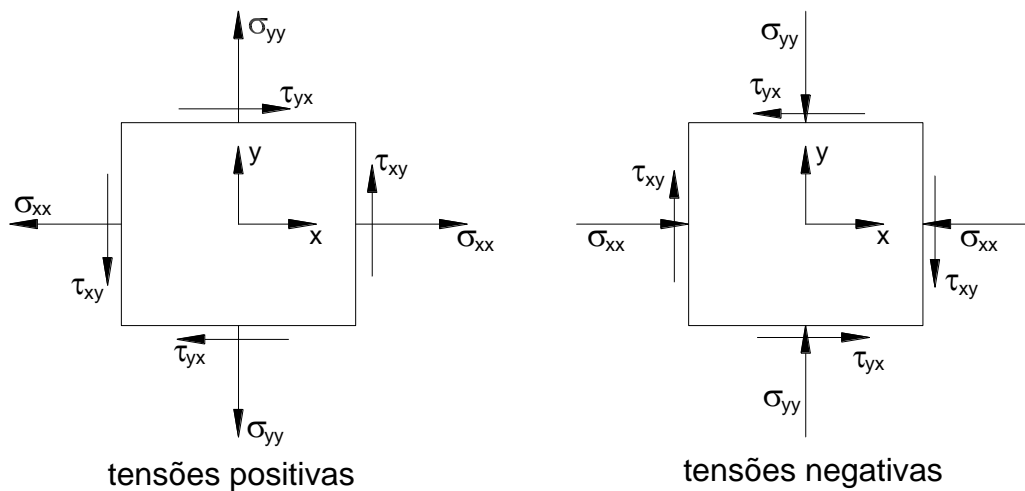 σyy
τyx
y
τxy
σxx
x
σxx
τxy
τyx
σyy
tensões positivas
σyy
τyx
y
τxy
x
σxx
σxx
τxy
τyx
σyy
tensões negativas